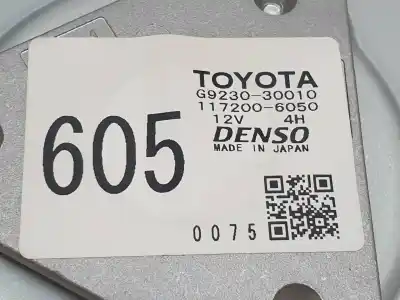 TOYOTA
G9230-30010
117200-6050
12V 4H
DENSO
MADE IN JAPAN
605
0075